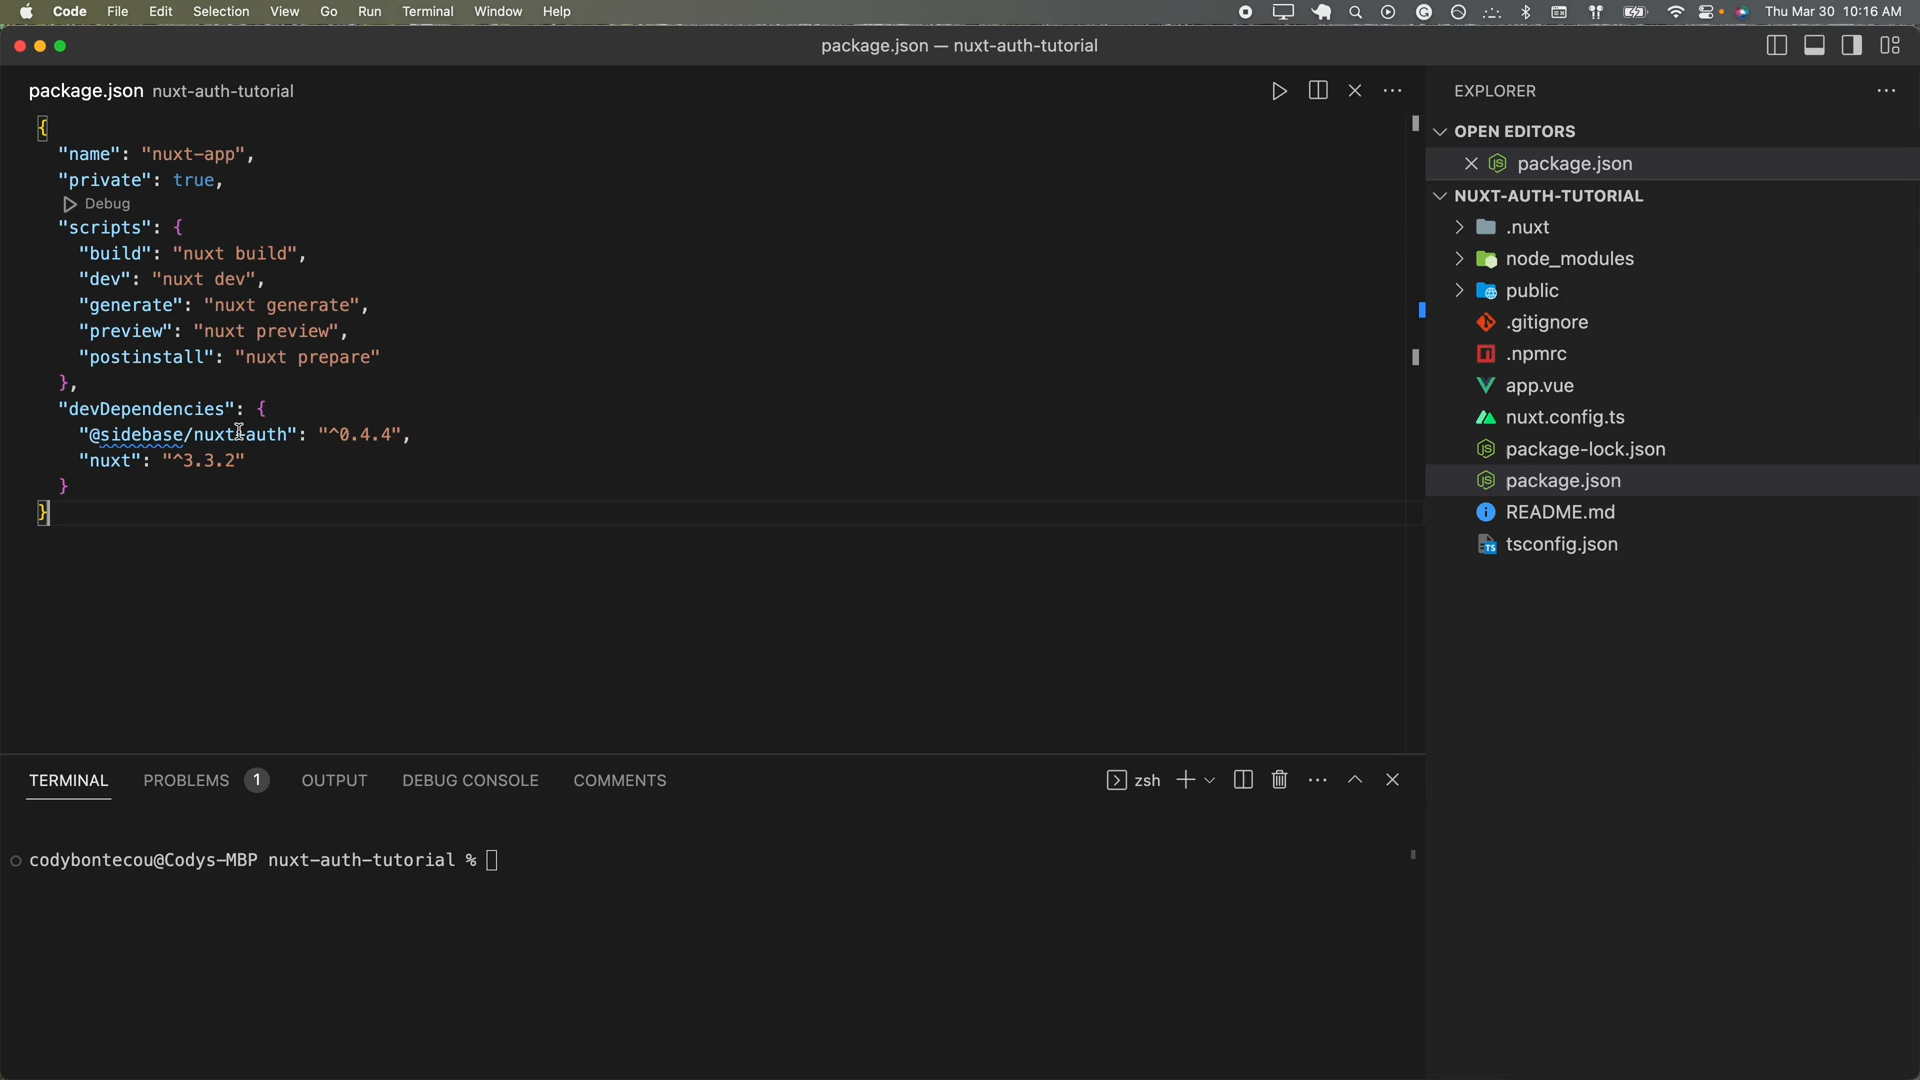 Code File Edit Selection View Go Run Terminal Window Help Thu Mar 30 10:16 AM
package.json — nuxt-auth-tutorial
package.json nuxt-auth-tutorial
{
"name": "nuxt-app",
"private": true,
Debug
"scripts": {
"build": "nuxt build",
"dev": "nuxt dev",
"generate": "nuxt generate",
"preview": "nuxt preview",
"postinstall": "nuxt prepare"
},
"devDependencies": {
"@sidebase/nuxt-auth": "^0.4.4",
"nuxt": "^3.3.2"
}
}
EXPLORER
OPEN EDITORS
package.json
NUXT-AUTH-TUTORIAL
.nuxt
node_modules
public
.gitignore
.npmrc
app.vue
nuxt.config.ts
package-lock.json
package.json
README.md
tsconfig.json
TERMINAL PROBLEMS 1 OUTPUT DEBUG CONSOLE COMMENTS zsh
codybontecou@Codys-MBP nuxt-auth-tutorial %